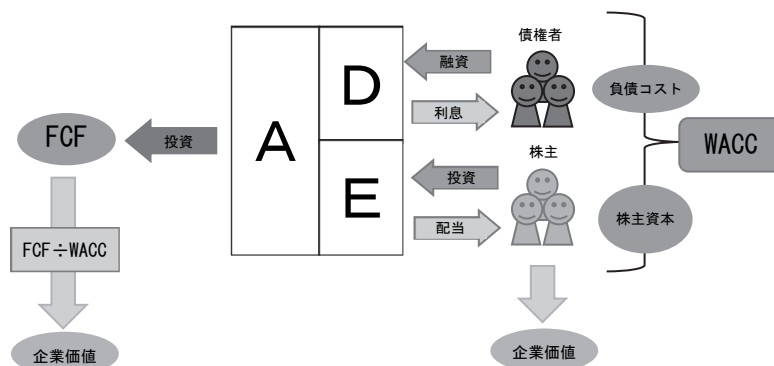 債権者
融資
D
負債コスト
利息
FCF
投資
A
株主
WACC
投資
E
株主資本
配当
FCF÷WACC
企業価値
企業価値